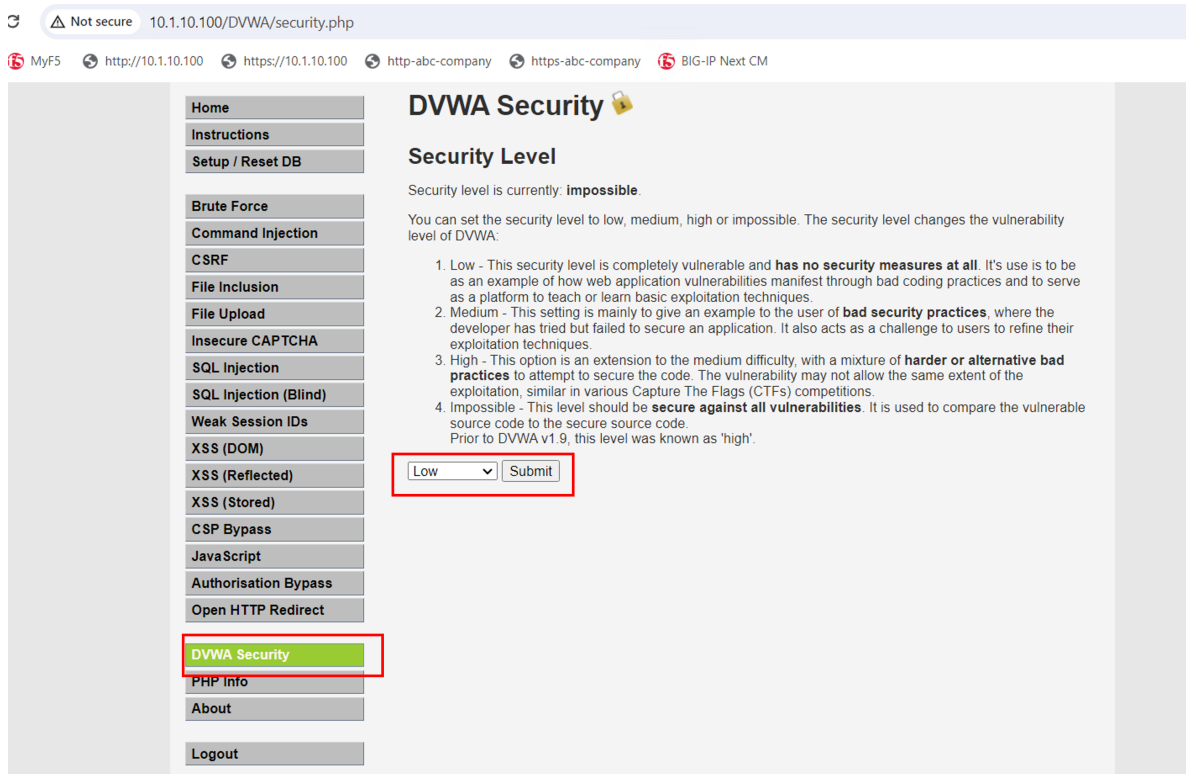 Not secure 10.1.10.100/DVWA/security.php
MyF5 http://10.1.10.100 https://10.1.10.100 http-abc-company https-abc-company BIG-IP Next CM
Home
Instructions
Setup / Reset DB
Brute Force
Command Injection
CSRF
File Inclusion
File Upload
Insecure CAPTCHA
SQL Injection
SQL Injection (Blind)
Weak Session IDs
XSS (DOM)
XSS (Reflected)
XSS (Stored)
CSP Bypass
JavaScript
Authorisation Bypass
Open HTTP Redirect
DVWA Security
PHP Info
About
Logout
DVWA Security
Security Level
Security level is currently: impossible.
You can set the security level to low, medium, high or impossible. The security level changes the vulnerability
level of DVWA:
1. Low - This security level is completely vulnerable and has no security measures at all. It's use is to be
as an example of how web application vulnerabilities manifest through bad coding practices and to serve
as a platform to teach or learn basic exploitation techniques.
2. Medium - This setting is mainly to give an example to the user of bad security practices, where the
developer has tried but failed to secure an application. It also acts as a challenge to users to refine their
exploitation techniques.
3. High - This option is an extension to the medium difficulty, with a mixture of harder or alternative bad
practices to attempt to secure the code. The vulnerability may not allow the same extent of the
exploitation, similar in various Capture The Flags (CTFs) competitions.
4. Impossible - This level should be secure against all vulnerabilities. It is used to compare the vulnerable
source code to the secure source code.
Prior to DVWA v1.9, this level was known as 'high'.
Low Submit